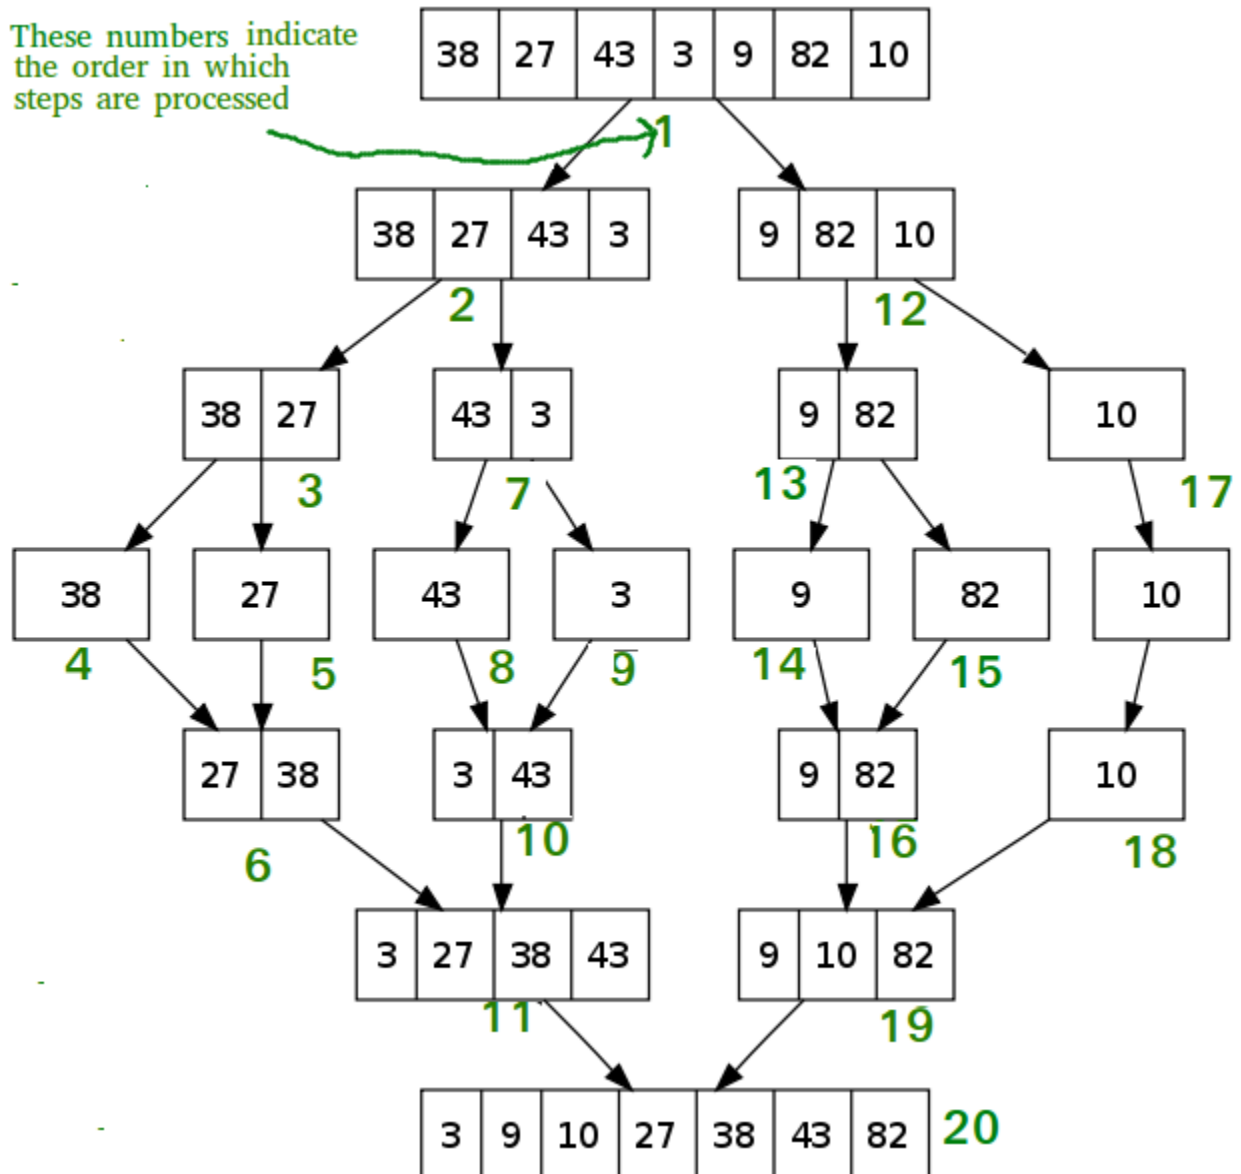 These numbers indicate
the order in which
steps are processed
38 27 43 3 9 82 10
1
38 27 43 3 9 82 10
2 12
38 27 43 3 9 82 10
3 7 13 17
38 27 43 3 9 82 10
4 5 8 9 14 15
27 38 3 43 9 82 10
6 10 16 18
3 27 38 43 9 10 82
11 19
3 9 10 27 38 43 82 20